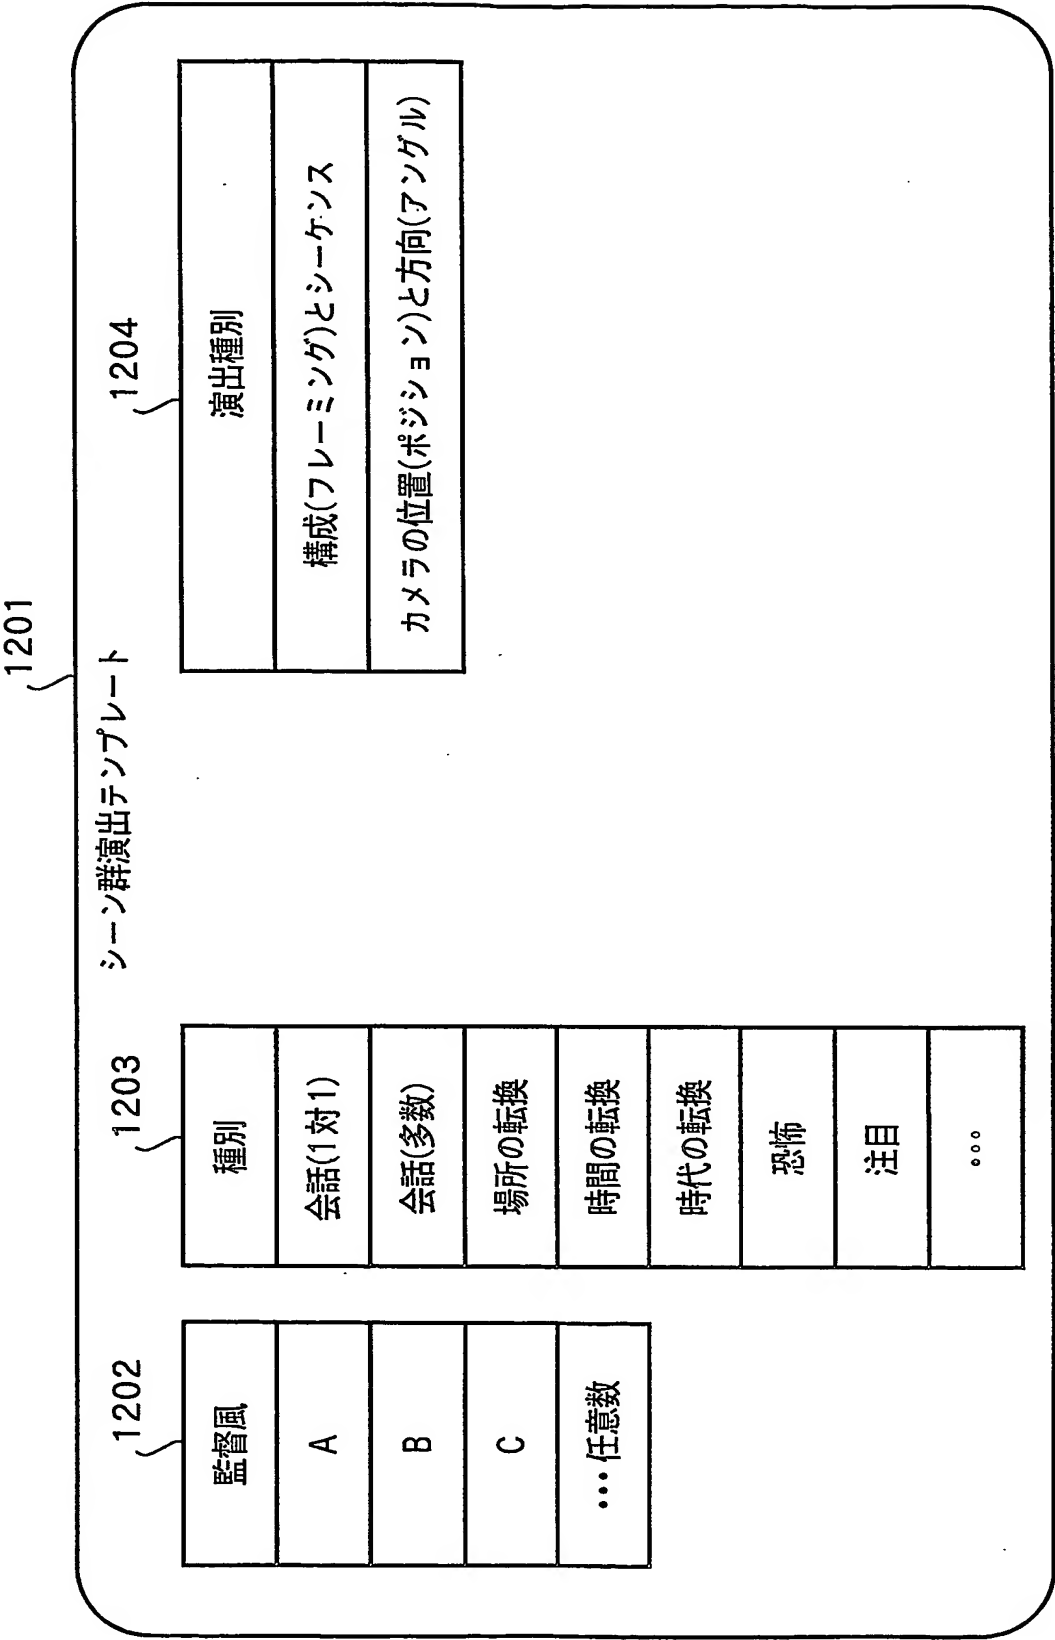 1201
シーン群演出テンプレート
1202
監督風
A
B
C
•••任意数
1203
種別
会話(1対1)
会話(多数)
場所の転換
時間の転換
時代の転換
恐怖
注目
。。。
1204
演出種別
構成(フレーミング)とシーケンス
カメラの位置(ポジション)と方向(アングル)